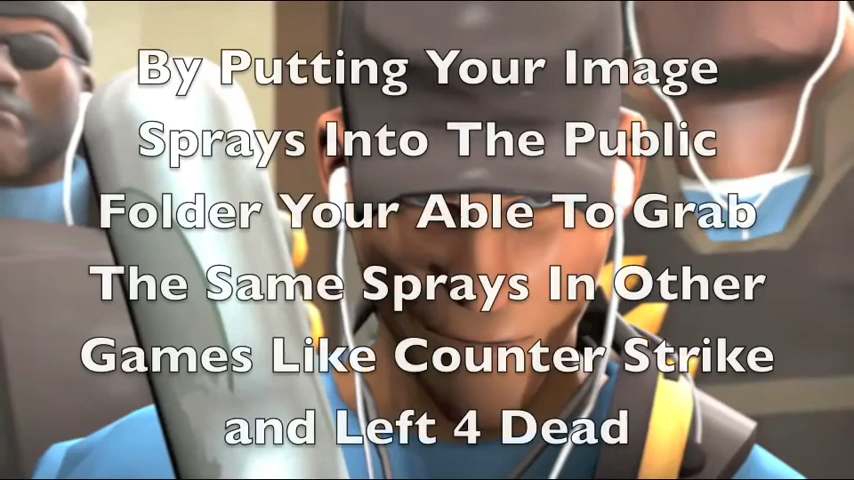 By Putting Your Image
Sprays Into The Public
Folder Your Able To Grab
The Same Sprays In Other
Games Like Counter Strike
and Left 4 Dead